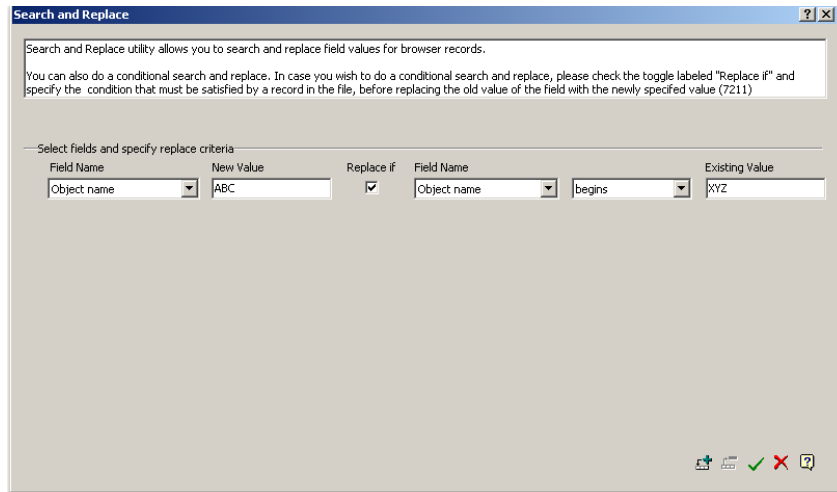 Search and Replace
Search and Replace utility allows you to search and replace field values for browser records.
You can also do a conditional search and replace. In case you wish to do a conditional search and replace, please check the toggle labeled "Replace if" and
specify the  condition that must be satisfied by a record in the file, before replacing the old value of the field with the newly specifed value (7211)
Select fields and specify replace criteria
Field Name New Value Replace if Field Name Existing Value
Object name ABC Object name begins XYZ